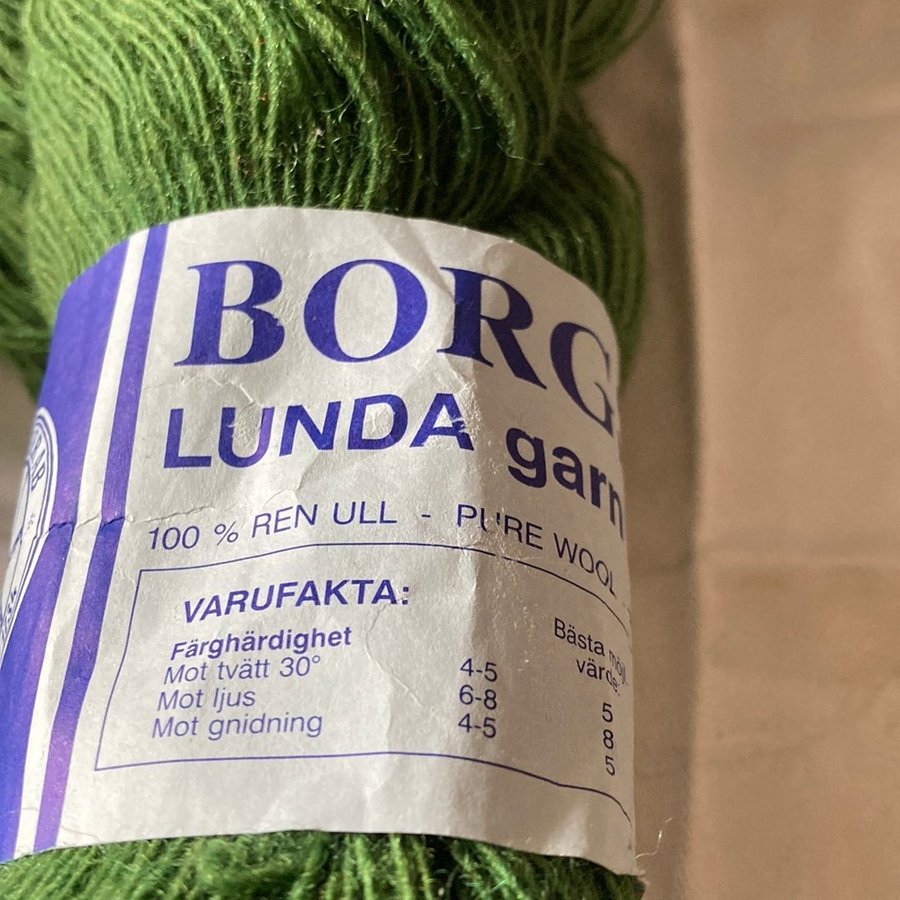 BORG
LUNDA garn
100 % REN ULL - PURE WOOL
VARUFAKTA:
Bästa möjl.
värde:
Färghärdighet
Mot tvätt 30° 4-5 5
Mot ljus 6-8 8
Mot gnidning 4-5 5